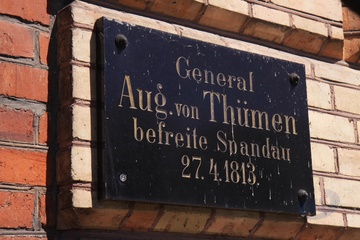 General
Aug. von Thümen
befreite Spandau
27.4.1813.